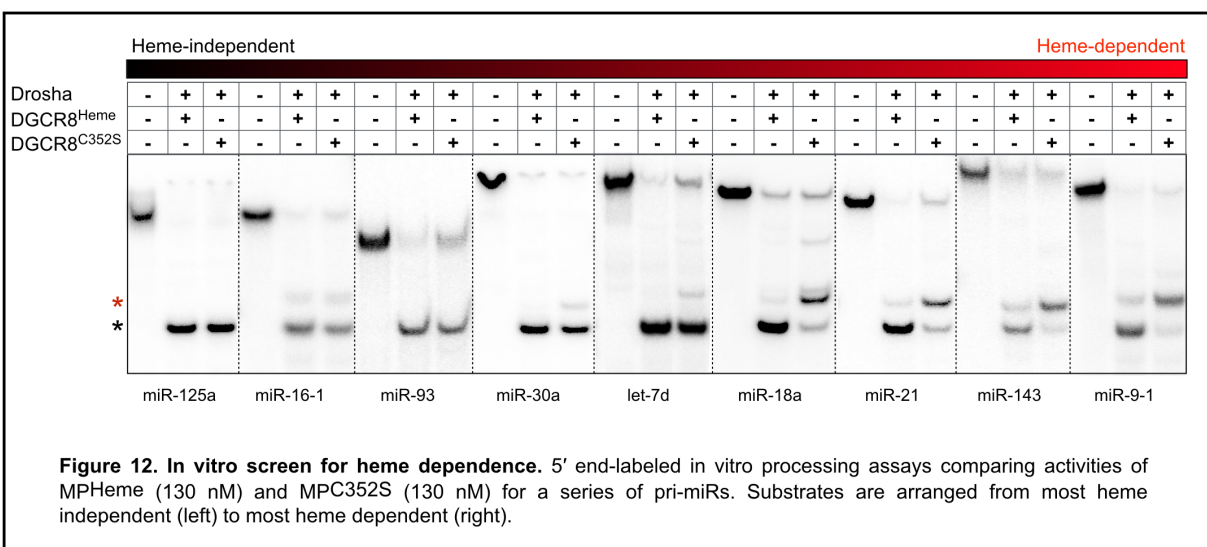 Heme-independent Heme-dependent
Drosha - + + - + + - + + - + + - + + - + + - + + - + + - + +
DGCR8Heme - + - - + - - + - - + - - + - - + - - + - - + - - + -
DGCR8C352S - - + - - + - - + - - + - - + - - + - - + - - + - - +
*
*
miR-125a miR-16-1 miR-93 miR-30a let-7d miR-18a miR-21 miR-143 miR-9-1
Figure 12. In vitro screen for heme dependence. 5′ end-labeled in vitro processing assays comparing activities of
MPHeme (130 nM) and MPC352S (130 nM) for a series of pri-miRs. Substrates are arranged from most heme
independent (left) to most heme dependent (right).